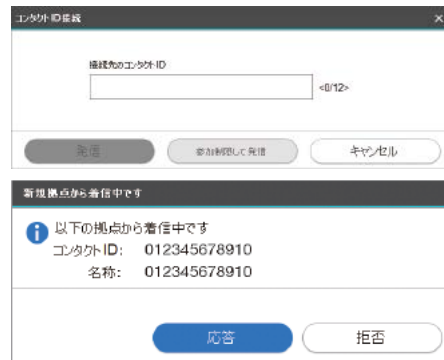 コンタクトID接続 ×
接続先のコンタクトID
<0/12>
発信 参加制限して発信 キャンセル
新規拠点から着信中です
以下の拠点から着信中です
コンタクトID: 012345678910
名称: 012345678910
応答 拒否